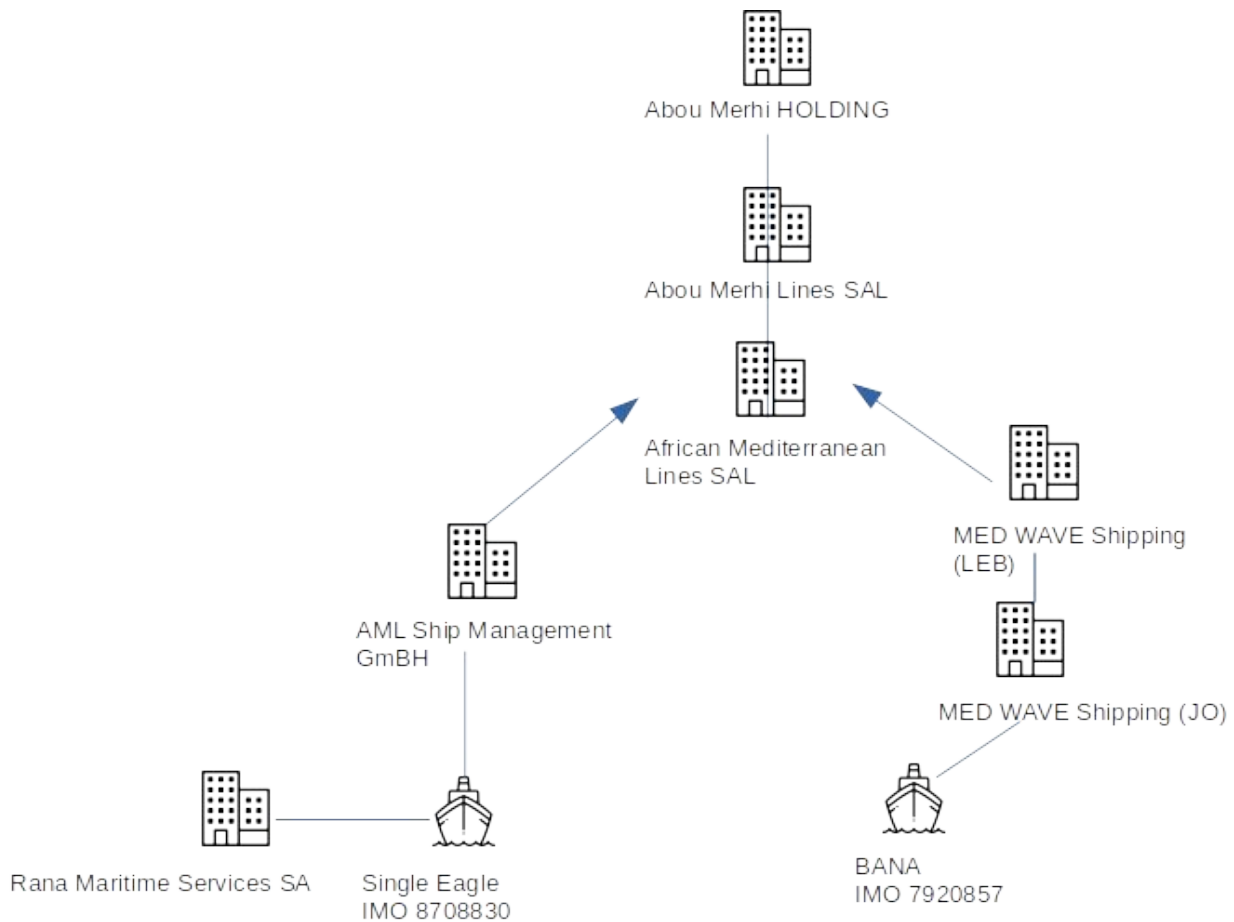 Abou Merhi HOLDING
Abou Merhi Lines SAL
African Mediterranean
Lines SAL
MED WAVE Shipping
(LEB)
AML Ship Management
GmBH
MED WAVE Shipping (JO)
Rana Maritime Services SA
Single Eagle
IMO 8708830
BANA
IMO 7920857